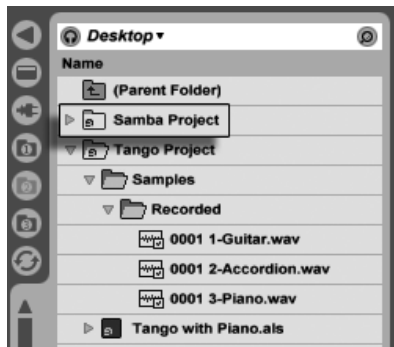 Desktop
Name
(Parent Folder)
Samba Project
Tango Project
Samples
Recorded
0001 1-Guitar.wav
0001 2-Accordion.wav
0001 3-Piano.wav
Tango with Piano.als